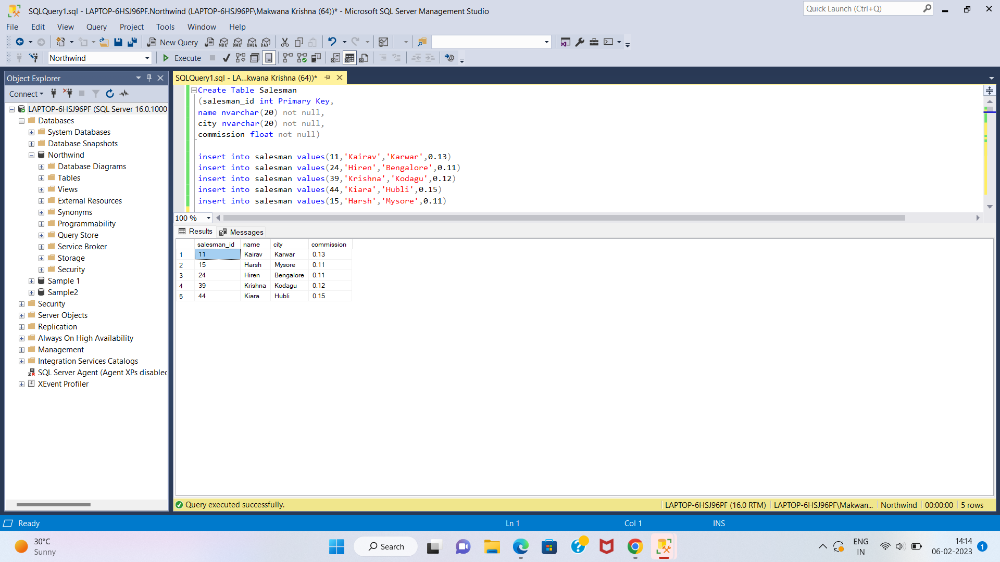 SQLQuery1.sql - LAPTOP-6HSJ96PF.Northwind (LAPTOP-6HSJ96PF\Makwana Krishna (64))* - Microsoft SQL Server Management Studio
Quick Launch (Ctrl+Q)
File Edit View Query Project Tools Window Help
New Query MDX DMX XMLA DAX
Northwind Execute
Object Explorer
Connect
LAPTOP-6HSJ96PF (SQL Server 16.0.1000
Databases
System Databases
Database Snapshots
Northwind
Database Diagrams
Tables
Views
External Resources
Synonyms
Programmability
Query Store
Service Broker
Storage
Security
Sample 1
Sample2
Security
Server Objects
Replication
Always On High Availability
Management
Integration Services Catalogs
SQL Server Agent (Agent XPs disabled
XEvent Profiler
SQLQuery1.sql - LA...kwana Krishna (64))*
Create Table Salesman
(salesman_id int Primary Key,
name nvarchar(20) not null,
city nvarchar(20) not null,
commission float not null)
insert into salesman values(11,'Kairav','Karwar',0.13)
insert into salesman values(24,'Hiren','Bengalore',0.11)
insert into salesman values(39,'Krishna','Kodagu',0.12)
insert into salesman values(44,'Kiara','Hubli',0.15)
insert into salesman values(15,'Harsh','Mysore',0.11)
100 %
Results Messages
salesman_id name city commission
1 11 Kairav Karwar 0.13
2 15 Harsh Mysore 0.11
3 24 Hiren Bengalore 0.11
4 39 Krishna Kodagu 0.12
5 44 Kiara Hubli 0.15
Query executed successfully. LAPTOP-6HSJ96PF (16.0 RTM) LAPTOP-6HSJ96PF\Makwan... Northwind 00:00:00 5 rows
Ready Ln 1 Col 1 INS
30°C
Sunny
Search
ENG
IN
14:14
06-02-2023
1